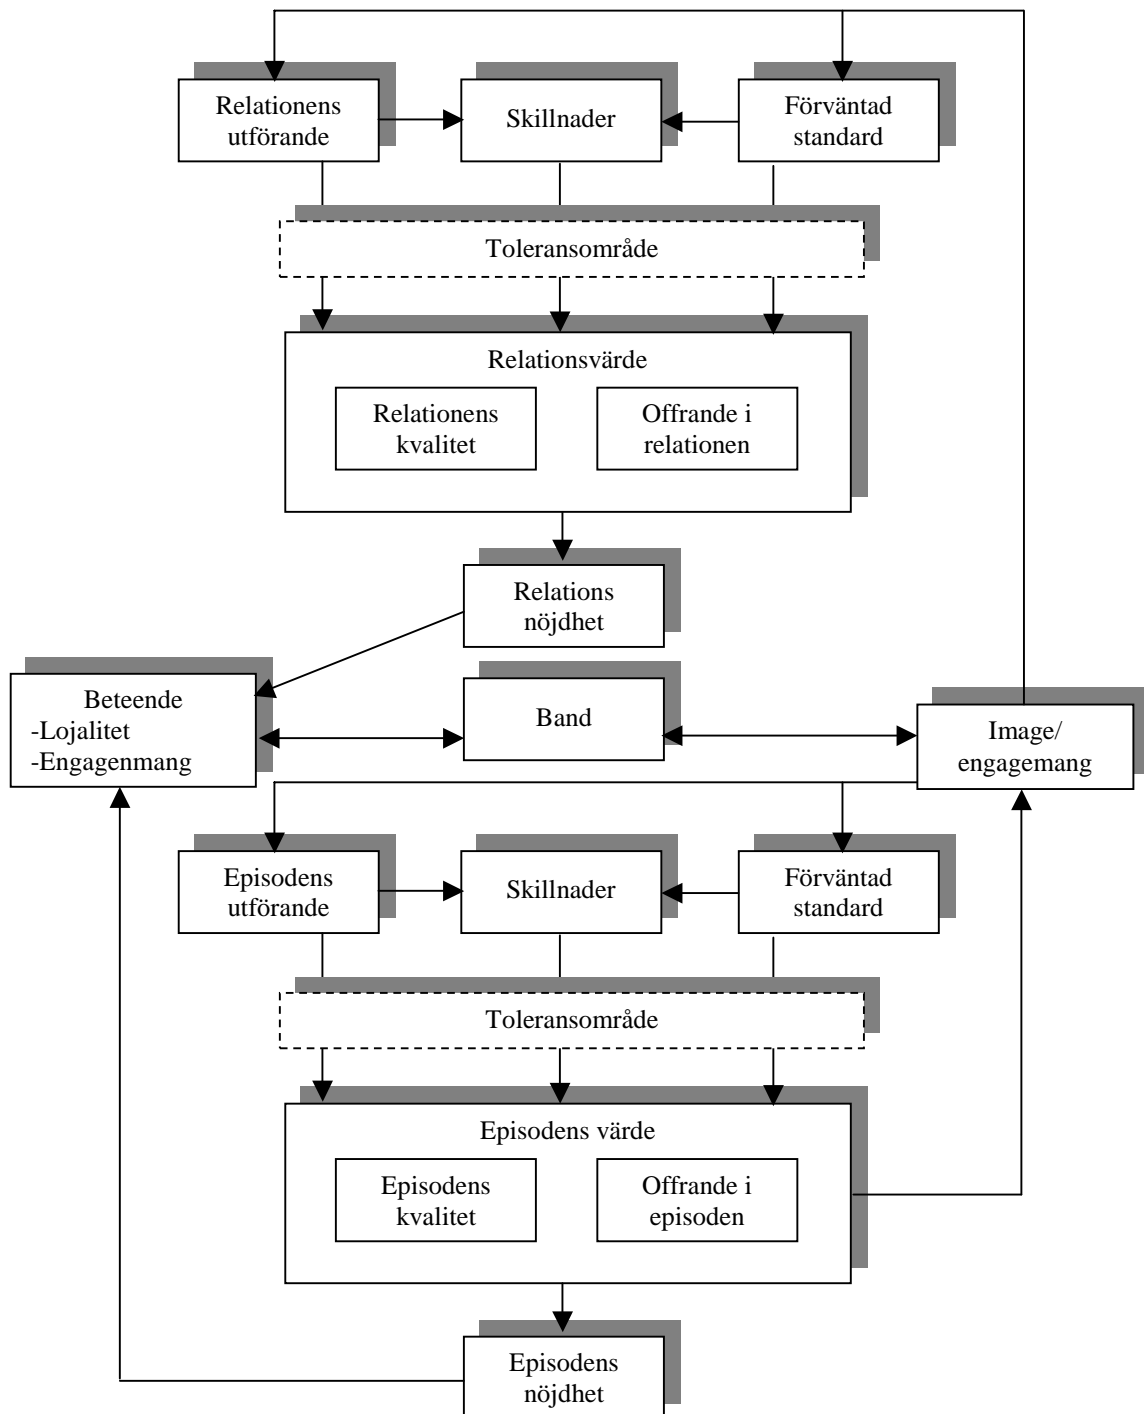 Relationens
utförande
Skillnader
Förväntad
standard
Toleransområde
Relationsvärde
Relationens
kvalitet
Offrande i
relationen
Relations
nöjdhet
Beteende
-Lojalitet
-Engagenmang
Band
Image/
engagemang
Episodens
utförande
Skillnader
Förväntad
standard
Toleransområde
Episodens värde
Episodens
kvalitet
Offrande i
episoden
Episodens
nöjdhet